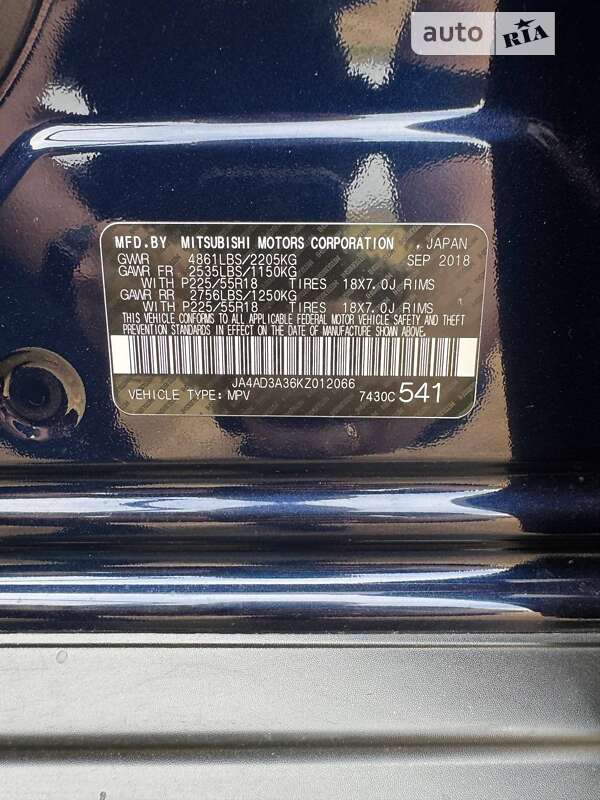 auto RIA
MFD.BY MITSUBISHI MOTORS CORPORATION , JAPAN
GVWR 4861LBS/2205KG SEP 2018
GAWR FR 2535LBS/1150KG
WITH P225/55R18 TIRES 18X7.0J RIMS
GAWR RR 2756LBS/1250KG
WITH P225/55R18 TIRES 18X7.0J RIMS
THIS VEHICLE CONFORMS TO ALL APPLICABLE FEDERAL MOTOR VEHICLE SAFETY AND THEFT
PREVENTION STANDARDS IN EFFECT ON THE DATE OF MANUFACTURE SHOWN ABOVE.
JA4AD3A36KZ012066
VEHICLE TYPE: MPV 7430C 541